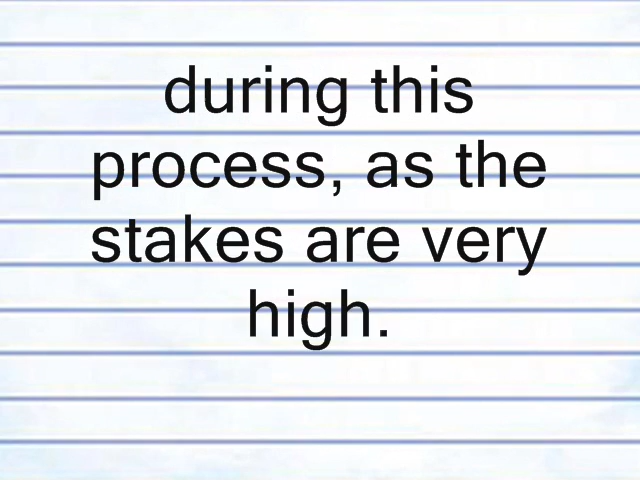 during this
process, as the
stakes are very
high.